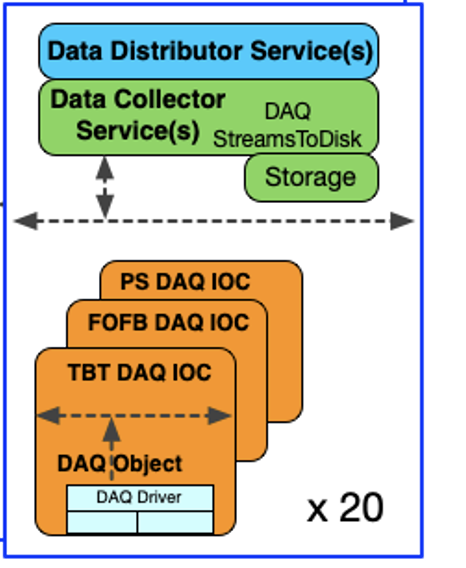 Data Distributor Service(s)
Data Collector
Service(s)
DAQ
StreamsToDisk
Storage
PS DAQ IOC
FOFB DAQ IOC
TBT DAQ IOC
DAQ Object
DAQ Driver
x 20